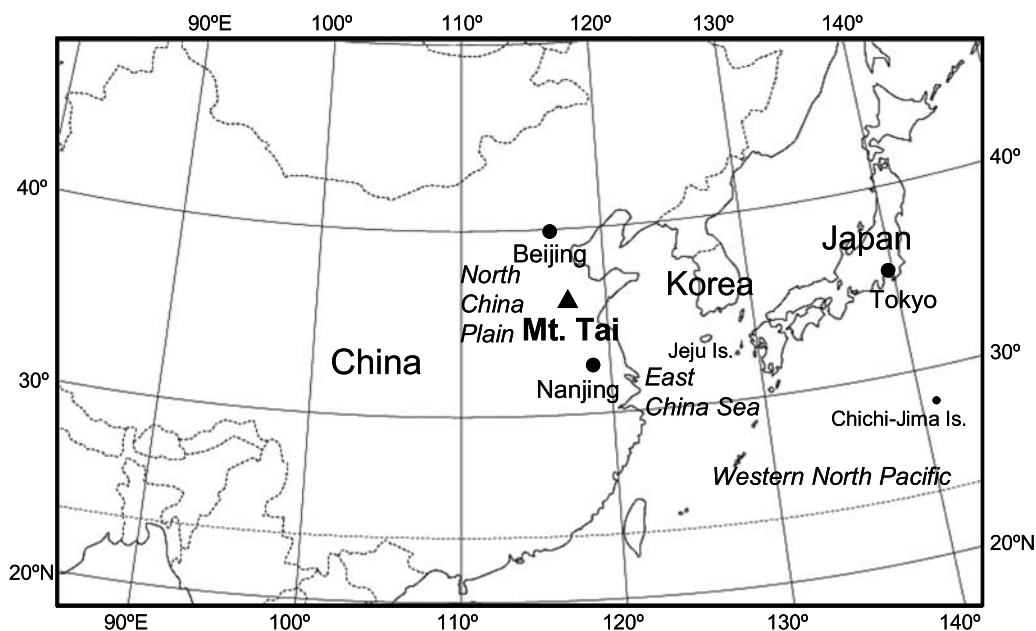 90ºE
100º
110º
120º
130º
140º
40º
40º
Japan
Beijing
North
China
Plain
Korea
Tokyo
Mt. Tai
Jeju Is.
30º
China
30º
Nanjing
East
China Sea
Chichi-Jima Is.
Western North Pacific
20ºN
20ºN
90ºE
100º
110º
120º
130º
140º